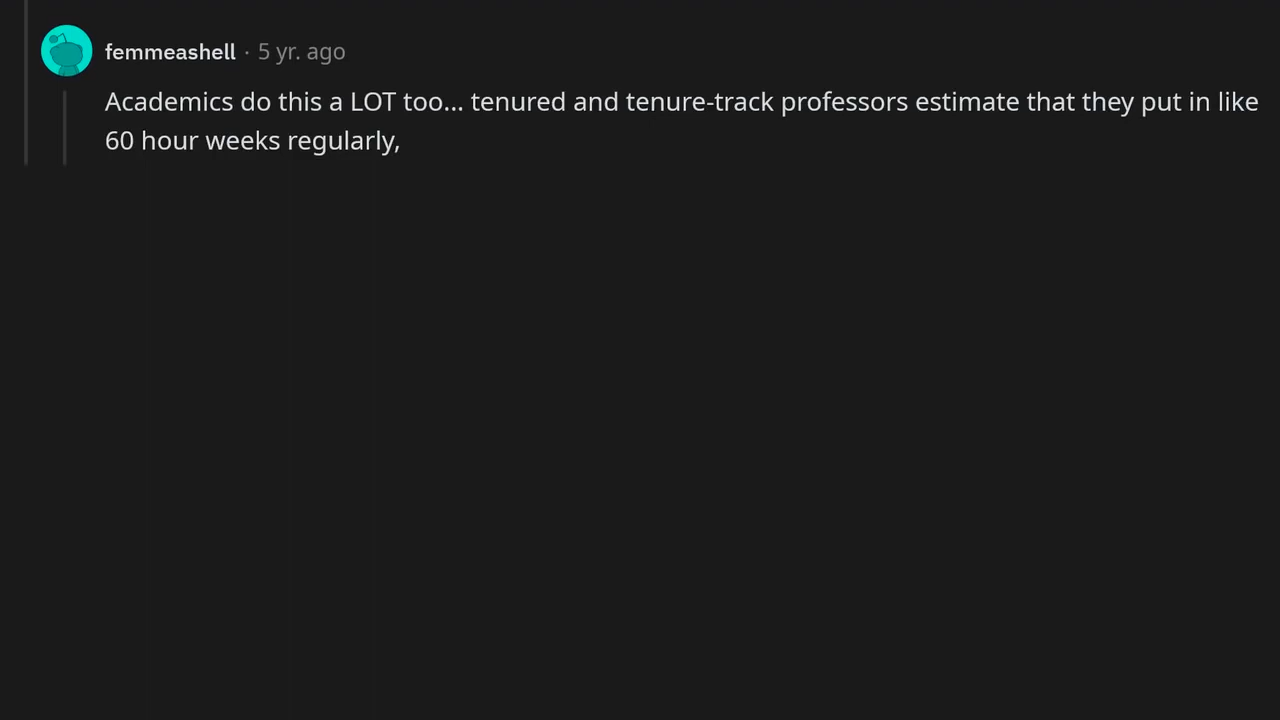 femmeashell · 5 yr. ago
Academics do this a LOT too... tenured and tenure-track professors estimate that they put in like
60 hour weeks regularly,